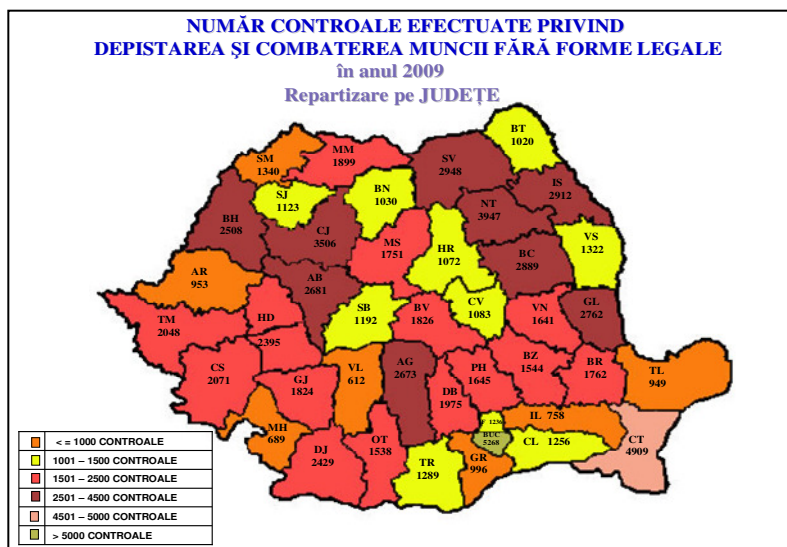 NUMĂR CONTROALE EFECTUATE PRIVIND
DEPISTAREA ŞI COMBATEREA MUNCII FĂRĂ FORME LEGALE
în anul 2009
Repartizare pe JUDEȚE
BT
1020
MM
1899
SM
1340
SV
2948
IS
2912
BN
1030
SJ
1123
NT
3947
BH
2508
CJ
3506
MS
1751
HR
1072
VS
1322
BC
2889
AR
953
AB
2681
CV
1083
GL
2762
SB
1192
BV
1826
VN
1641
TM
2048
HD
2395
CS
2071
GJ
1824
VL
612
AG
2673
PH
1645
BZ
1544
BR
1762
TL
949
DB
1975
IL 758
1236
BUC
5268
CL 1256
CT
4909
MH
689
DJ
2429
OT
1538
TR
1289
GR
996
< = 1000 CONTROALE
1001 – 1500 CONTROALE
1501 – 2500 CONTROALE
2501 – 4500 CONTROALE
4501 – 5000 CONTROALE
> 5000 CONTROALE